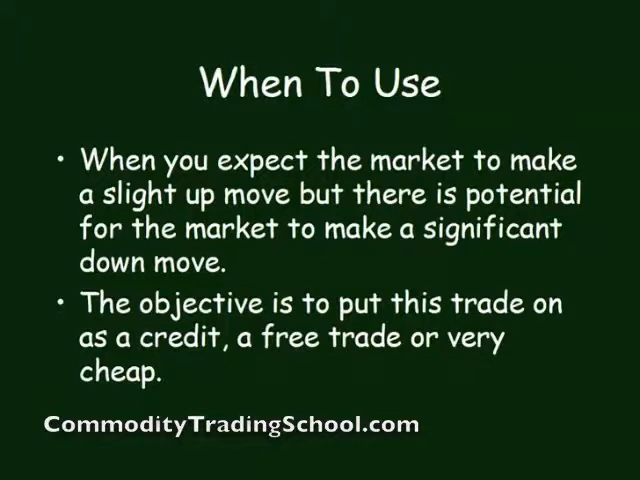 When To Use
• When you expect the market to make
a slight up move but there is potential
for the market to make a significant
down move.
• The objective is to put this trade on
as a credit, a free trade or very
cheap.
CommodityTradingSchool.com